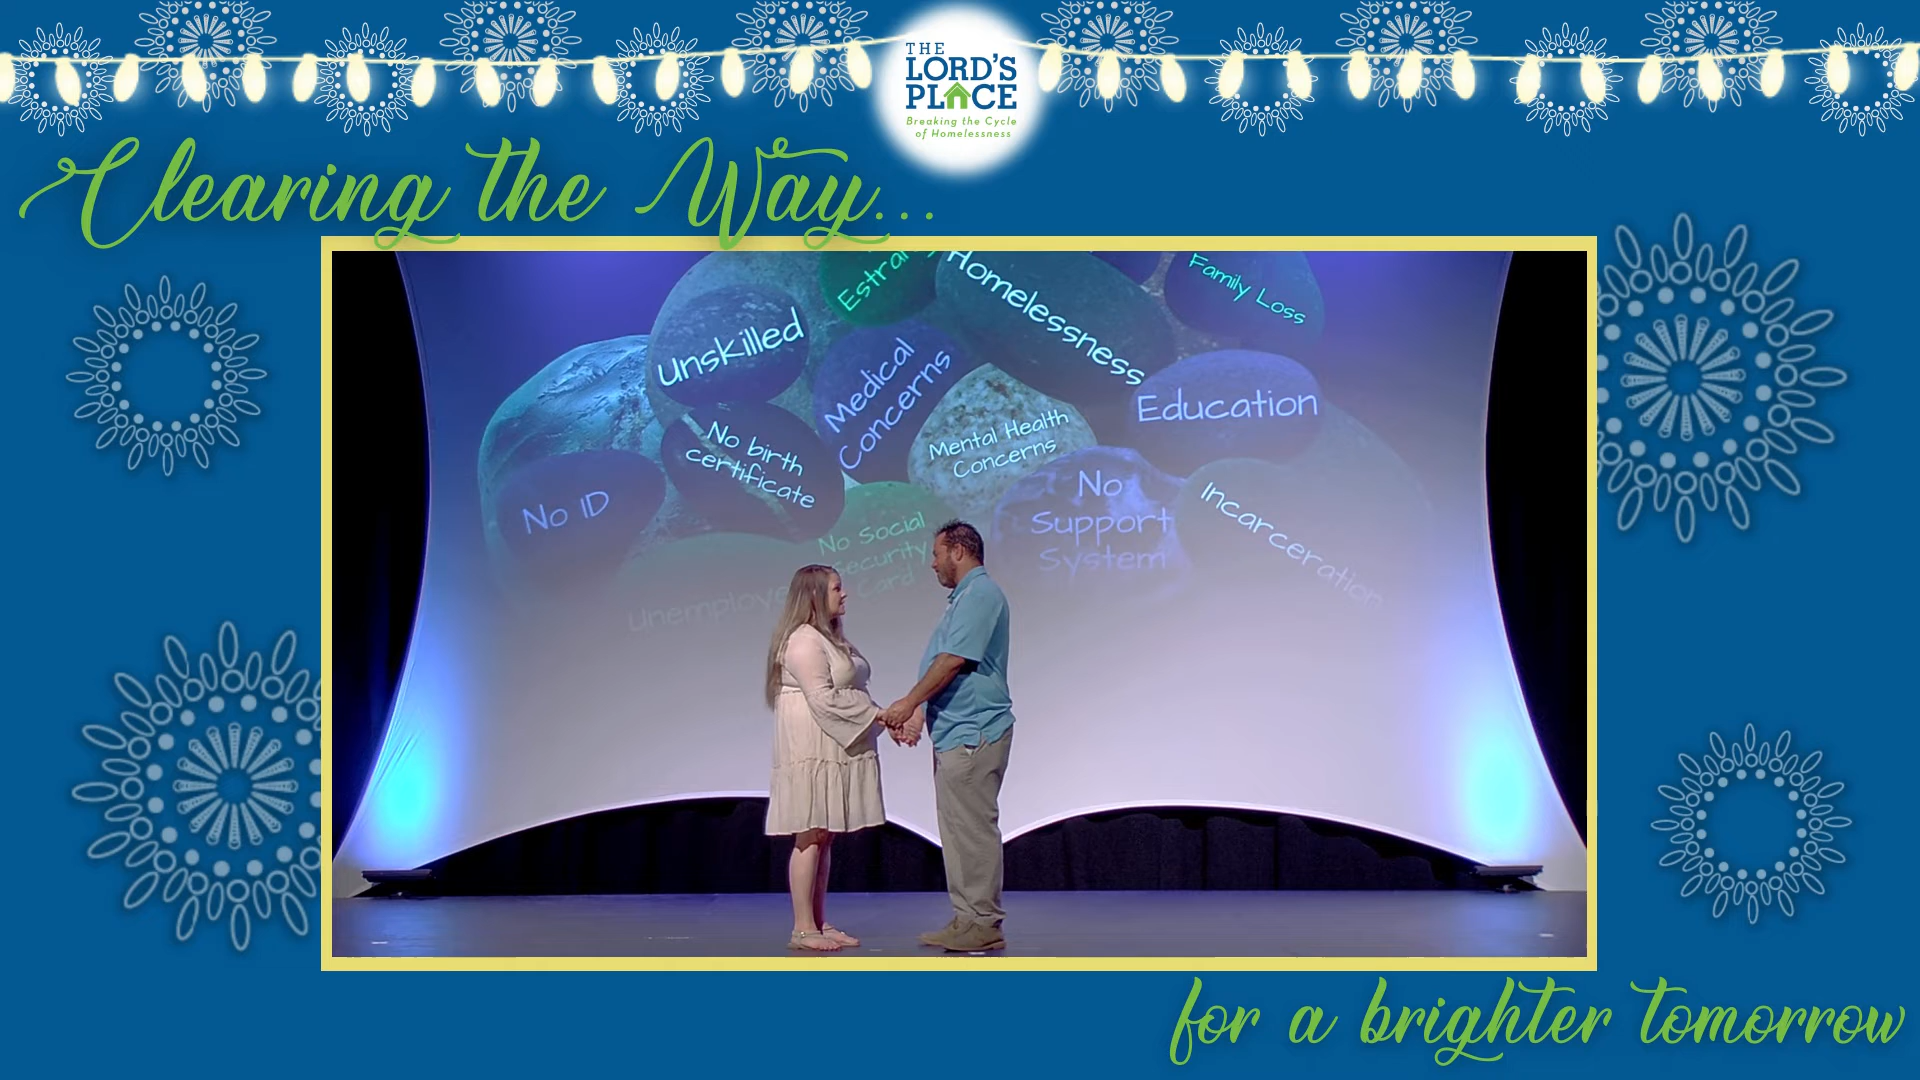 THE
LORD'S
PLACE
Breaking the Cycle
of Homelessness
Clearing the Way...
Homelessness
Family Loss
Unskilled
Medical
Concerns
Education
No birth
certificate
Mental Health
Concerns
No ID
No
Support
System
Incarceration
No Social
Security
Card
for a brighter tomorrow